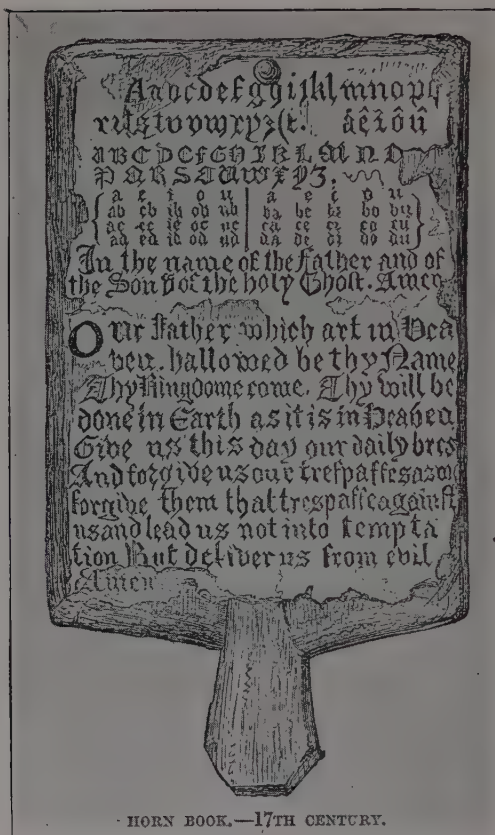 Aabcdefghijklmnopq
rſstuvwxyz&. âêîôû
ABCDEFGHIKLMNO
PQRSTUWXYZ.
a e i o u a e i o u
ab eb ib ob ub ba be bi bo bu
ac ec ic oc uc ca ce ci co cu
ad ed id od ud da de di do du
In the name of the Father and of
the Son & of the holy Ghost. Amen
Our Father which art in Hea
ven. hallowed be thy Name
Thy Kingdome come. Thy will be
done in Earth as it is in Heaven
Give us this day our daily bres
And forgive us our treſpaſſes as we
forgive them that treſpaſſe againſt
us and lead us not into tempta
tion But deliver us from evil
Amen
HORN BOOK.—17TH CENTURY.